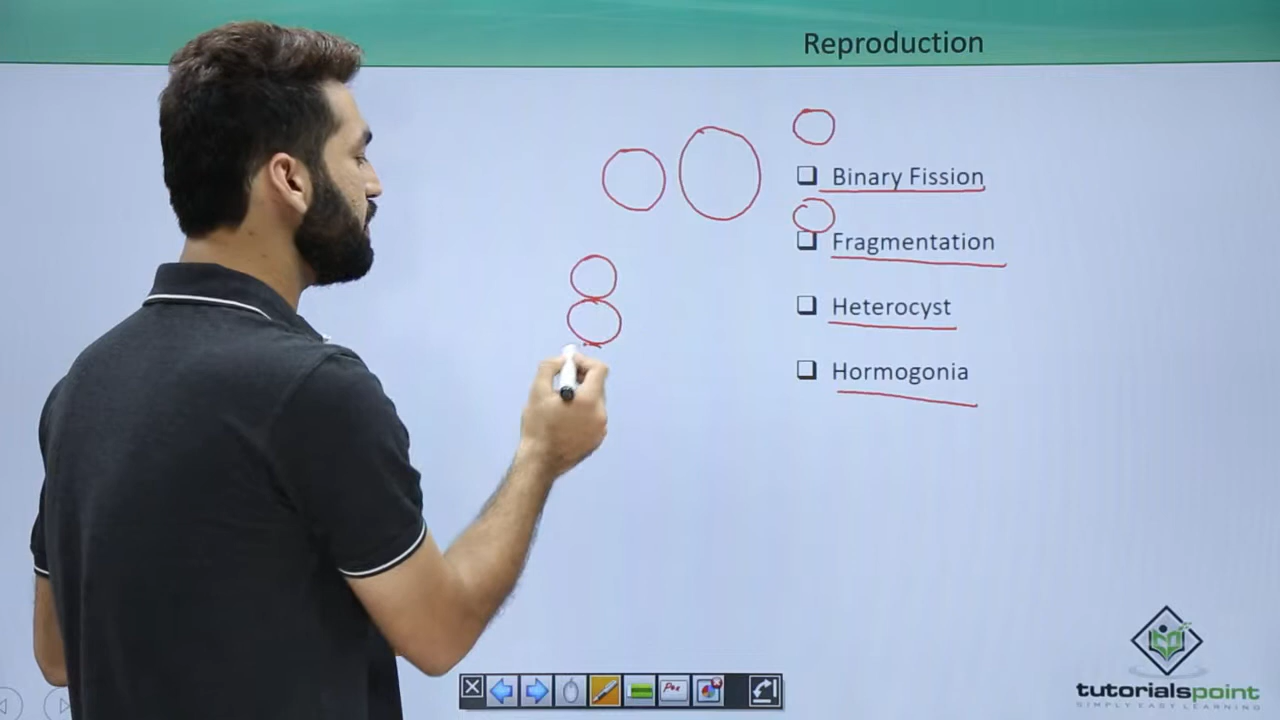 Reproduction
Binary Fission
Fragmentation
Heterocyst
Hormogonia
tutorialspoint
SIMPLY EASY LEARNING